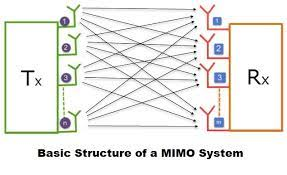 1 1
2 2
Tx 3 3 Rx
n m
Basic Structure of a MIMO System